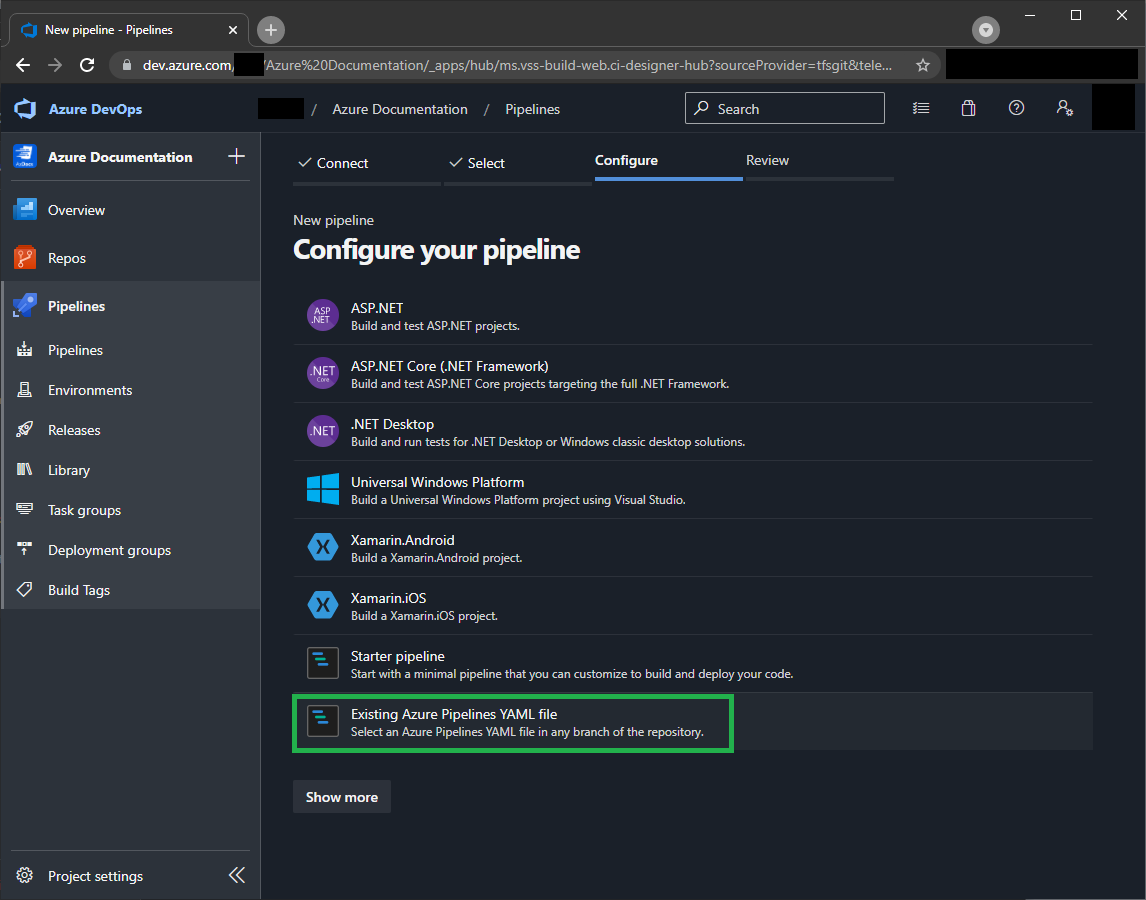 New pipeline - Pipelines
dev.azure.com/
/Azure%20Documentation/_apps/hub/ms.vss-build-web.ci-designer-hub?sourceProvider=tfsgit&tele...
Azure DevOps
/ Azure Documentation / Pipelines
Search
Azure Documentation
AzDocs
Overview
Repos
Pipelines
Pipelines
Environments
Releases
Library
Task groups
Deployment groups
Build Tags
Project settings
Connect
Select
Configure
Review
New pipeline
Configure your pipeline
ASP
.NET
ASP.NET
Build and test ASP.NET projects.
.NET
Core
ASP.NET Core (.NET Framework)
Build and test ASP.NET Core projects targeting the full .NET Framework.
.NET
.NET Desktop
Build and run tests for .NET Desktop or Windows classic desktop solutions.
Universal Windows Platform
Build a Universal Windows Platform project using Visual Studio.
Xamarin.Android
Build a Xamarin.Android project.
Xamarin.iOS
Build a Xamarin.iOS project.
Starter pipeline
Start with a minimal pipeline that you can customize to build and deploy your code.
Existing Azure Pipelines YAML file
Select an Azure Pipelines YAML file in any branch of the repository.
Show more